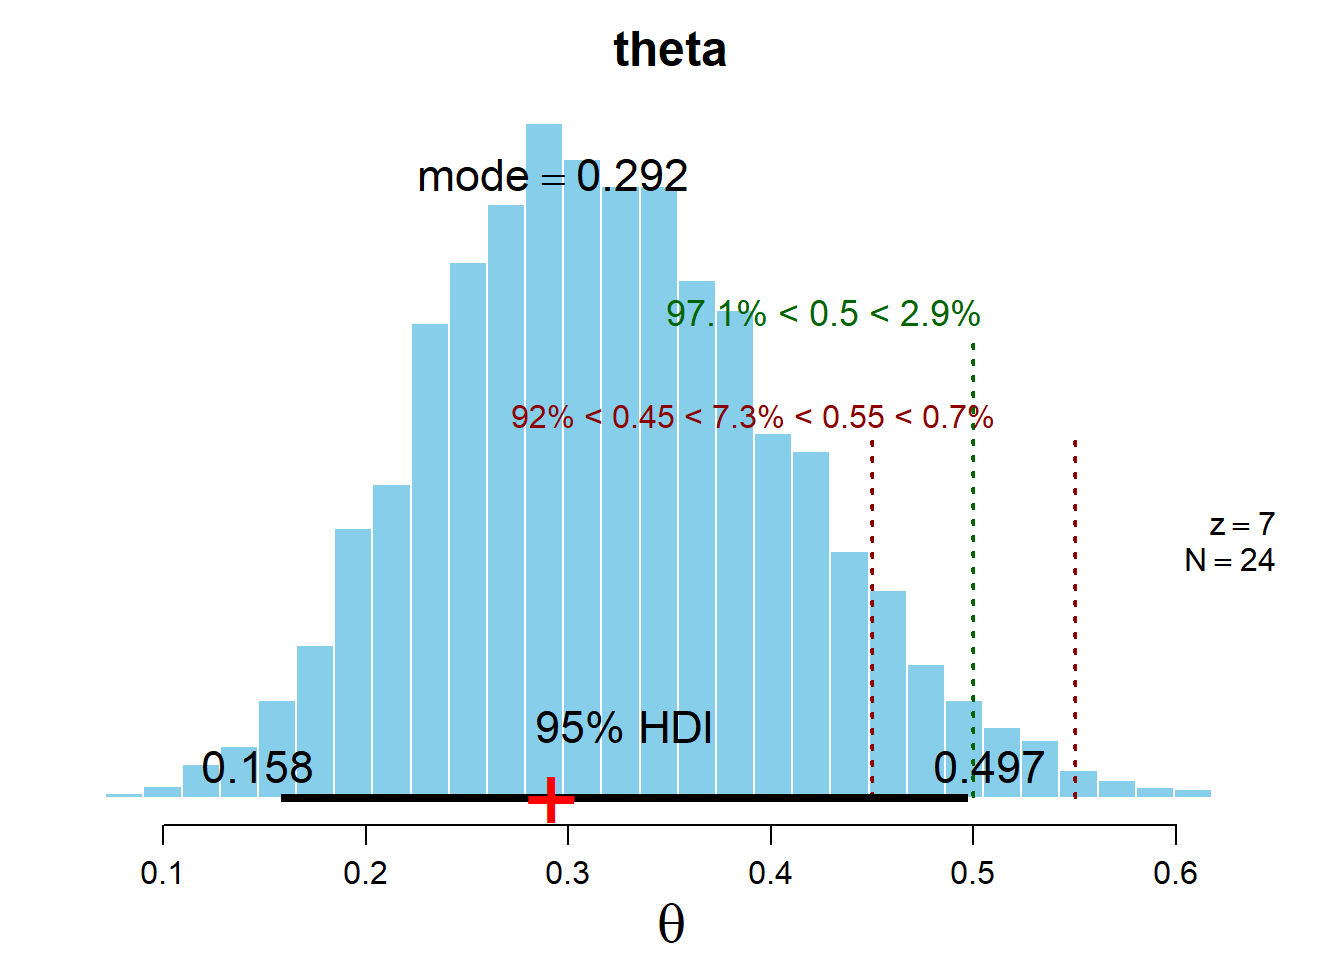 theta
mode = 0.292
97.1% < 0.5 < 2.9%
92% < 0.45 < 7.3% < 0.55 < 0.7%
z = 7
N = 24
95% HDI
0.158 0.497
0.1 0.2 0.3 0.4 0.5 0.6
θ